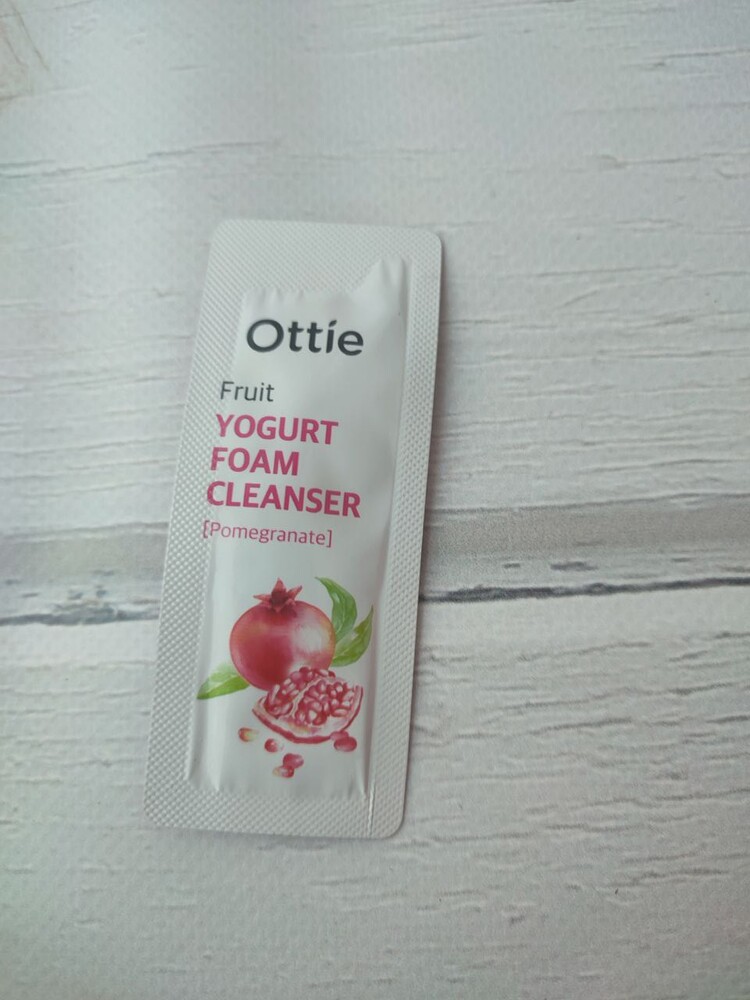 Ottie
Fruit
YOGURT
FOAM
CLEANSER
[Pomegranate]